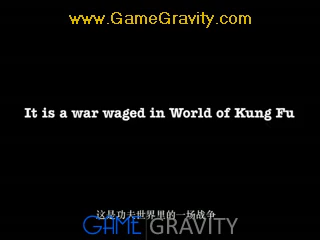 www.GameGravity.com
It is a war waged in World of Kung Fu
这是功夫世界里的一场战争
GAME GRAVITY